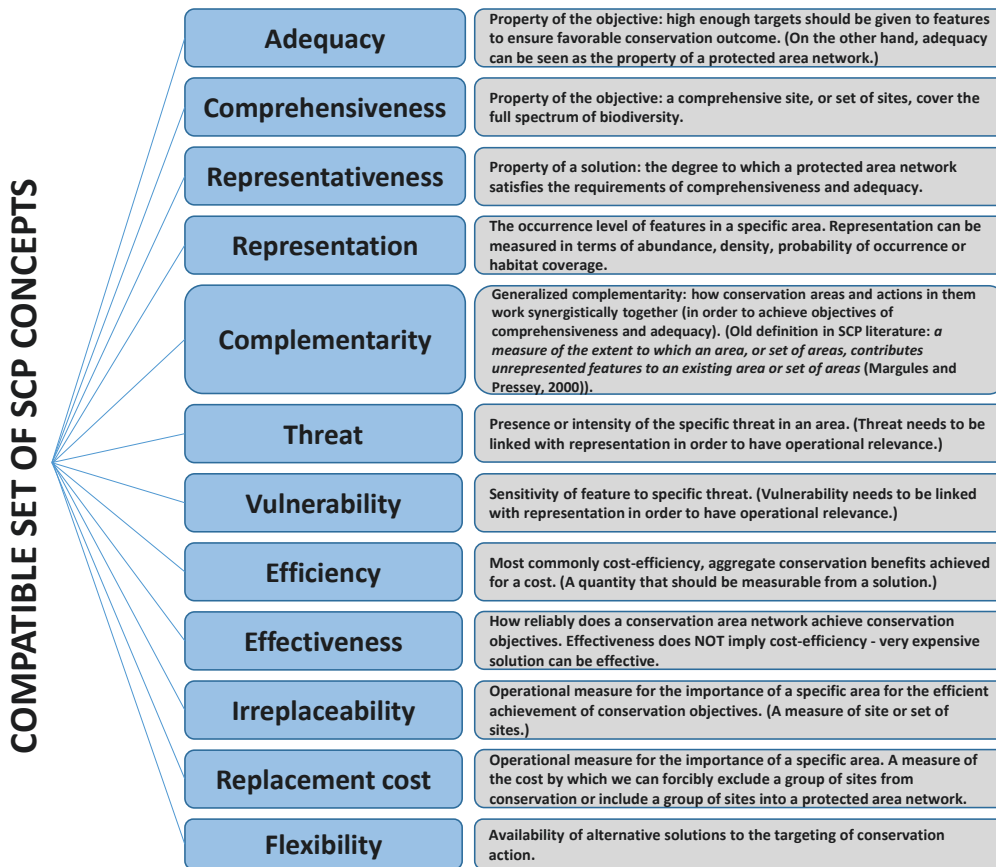 COMPATIBLE SET OF SCP CONCEPTS
Adequacy
Property of the objective: high enough targets should be given to features
to ensure favorable conservation outcome. (On the other hand, adequacy
can be seen as the property of a protected area network.)
Comprehensiveness
Property of the objective: a comprehensive site, or set of sites, cover the
full spectrum of biodiversity.
Representativeness
Property of a solution: the degree to which a protected area network
satisfies the requirements of comprehensiveness and adequacy.
Representation
The occurrence level of features in a specific area. Representation can be
measured in terms of abundance, density, probability of occurrence or
habitat coverage.
Complementarity
Generalized complementarity: how conservation areas and actions in them
work synergistically together (in order to achieve objectives of
comprehensiveness and adequacy). (Old definition in SCP literature: a
measure of the extent to which an area, or set of areas, contributes
unrepresented features to an existing area or set of areas (Margules and
Pressey, 2000)).
Threat
Presence or intensity of the specific threat in an area. (Threat needs to be
linked with representation in order to have operational relevance.)
Vulnerability
Sensitivity of feature to specific threat. (Vulnerability needs to be linked
with representation in order to have operational relevance.)
Efficiency
Most commonly cost-efficiency, aggregate conservation benefits achieved
for a cost. (A quantity that should be measurable from a solution.)
Effectiveness
How reliably does a conservation area network achieve conservation
objectives. Effectiveness does NOT imply cost-efficiency - very expensive
solution can be effective.
Irreplaceability
Operational measure for the importance of a specific area for the efficient
achievement of conservation objectives. (A measure of site or set of
sites.)
Replacement cost
Operational measure for the importance of a specific area. A measure of
the cost by which we can forcibly exclude a group of sites from
conservation or include a group of sites into a protected area network.
Flexibility
Availability of alternative solutions to the targeting of conservation
action.